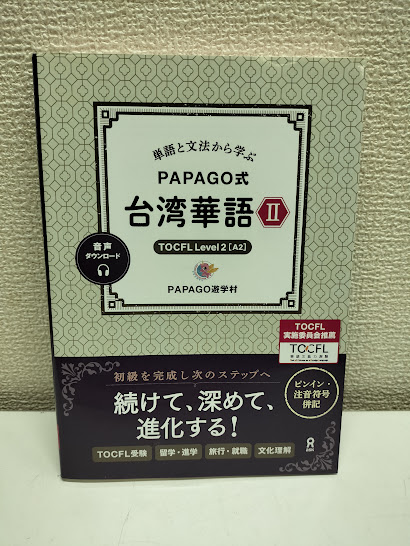 単語と文法から学ぶ
PAPAGO式
台湾華語 II
TOCFL Level 2 [A2]
PAPAGO遊学村
音声
ダウンロード
TOCFL
実施委員会推薦
TOCFL
初級を完成し次のステップへ
続けて、深めて、
進化する!
ピンイン・
注音符号
併記
TOCFL受験
留学・進学
旅行・就職
文化理解